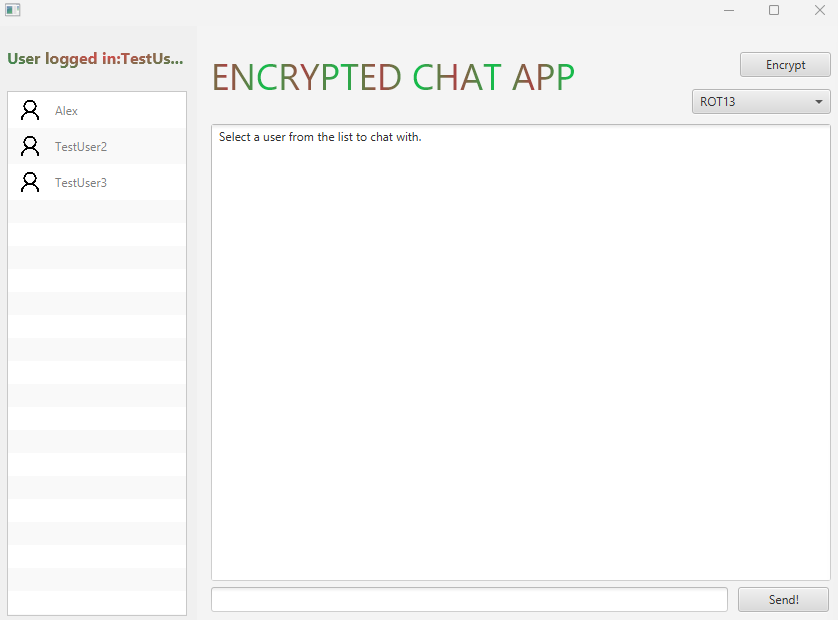 User logged in:TestUs...
Alex
TestUser2
TestUser3
ENCRYPTED CHAT APP
Encrypt
ROT13
Select a user from the list to chat with.
Send!